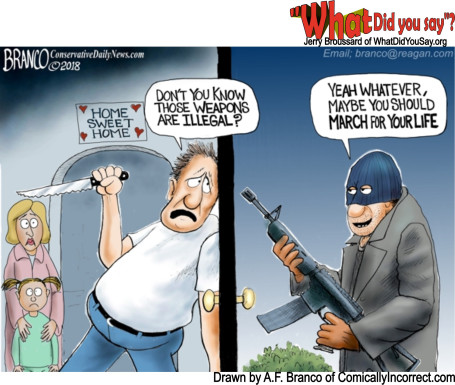 "What Did you say"?
Jerry Broussard of WhatDidYouSay.org
BRANCO ConservativeDailyNews.com
©2018
Email; branco@reagan.com
HOME
SWEET
HOME
DON'T YOU KNOW
THOSE WEAPONS
ARE ILLEGAL?
YEAH WHATEVER,
MAYBE YOU SHOULD
MARCH FOR YOUR LIFE
Drawn by A.F. Branco of ComicallyIncorrect.com